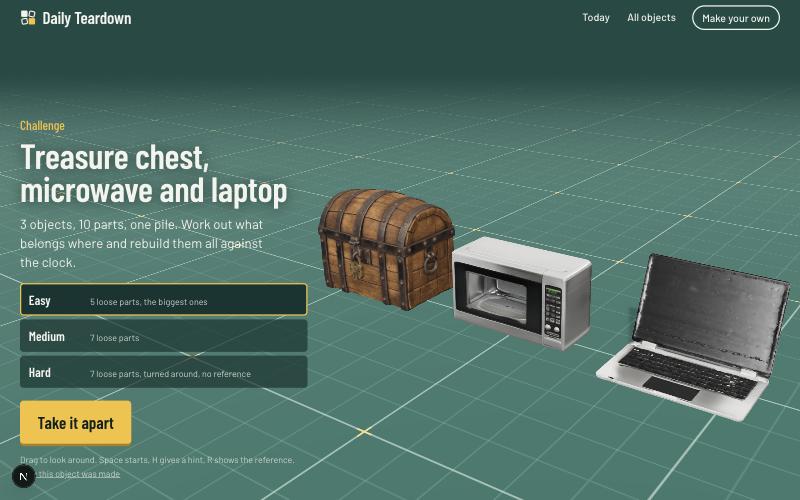 Daily Teardown
Today
All objects
Make your own
Challenge
Treasure chest,
microwave and laptop
3 objects, 10 parts, one pile. Work out what
belongs where and rebuild them all against
the clock.
Easy
5 loose parts, the biggest ones
Medium
7 loose parts
Hard
7 loose parts, turned around, no reference
Take it apart
Drag to look around. Space starts, H gives a hint, R shows the reference.
this object was made
N